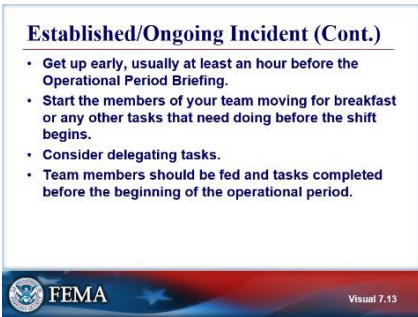 Established/Ongoing Incident (Cont.)
• Get up early, usually at least an hour before the
Operational Period Briefing.
• Start the members of your team moving for breakfast
or any other tasks that need doing before the shift
begins.
• Consider delegating tasks.
• Team members should be fed and tasks completed
before the beginning of the operational period.
FEMA
Visual 7.13